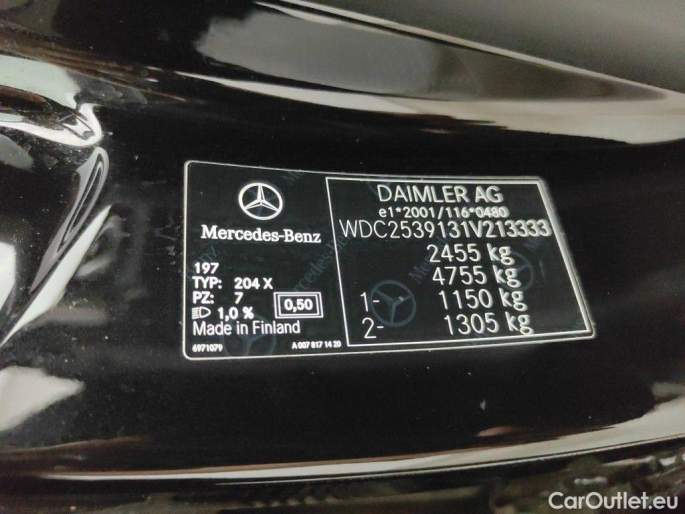 Mercedes-Benz
197
TYP: 204 X
PZ: 7
1,0 %
0,50
Made in Finland
6971079
A 007 817 14 20
DAIMLER AG
e1*2001/116*0480
WDC2539131V213333
2455 kg
4755 kg
1- 1150 kg
2- 1305 kg
CarOutlet.eu